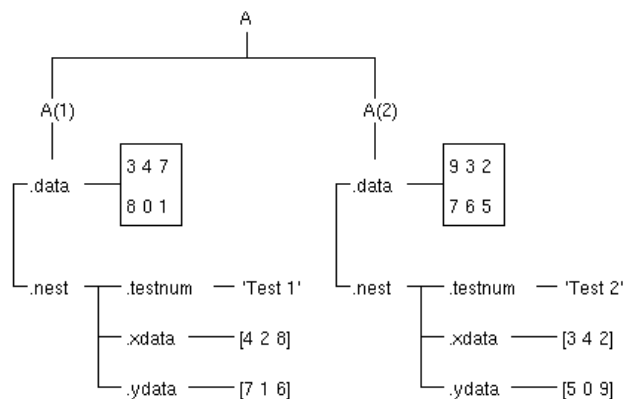 A
A(1) A(2)
3 4 7 9 3 2
.data .data
8 0 1 7 6 5
.nest .testnum 'Test 1' .nest .testnum 'Test 2'
.xdata [4 2 8] .xdata [3 4 2]
.ydata [7 1 6] .ydata [5 0 9]